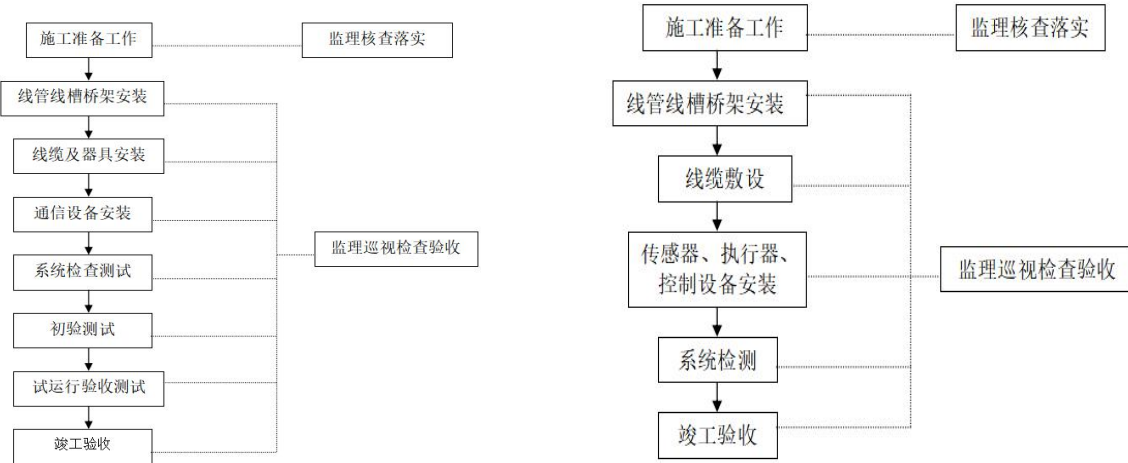 施工准备工作
监理核查落实
线管线槽桥架安装
线缆及器具安装
通信设备安装
监理巡视检查验收
系统检查测试
初验测试
试运行验收测试
竣工验收
施工准备工作
监理核查落实
线管线槽桥架安装
线缆敷设
传感器、执行器、
控制设备安装
监理巡视检查验收
系统检测
竣工验收